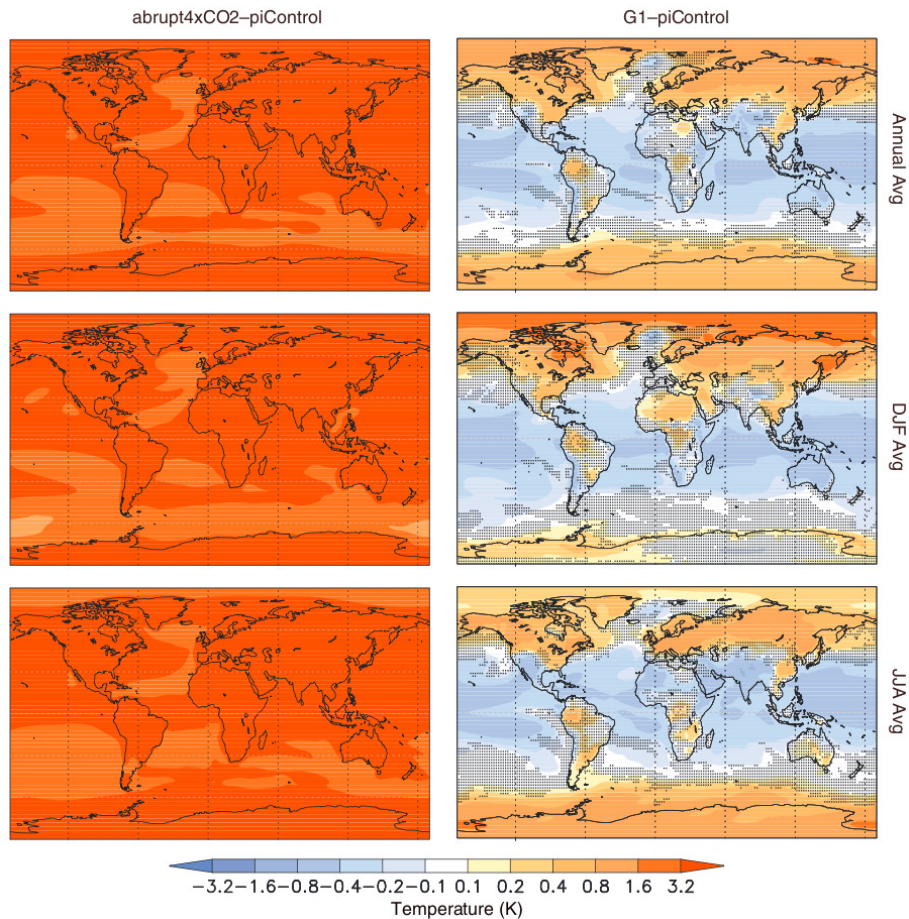 abrupt4xCO2–piControl
G1–piControl
Annual Avg
DJF Avg
JJA Avg
−3.2 −1.6 −0.8 −0.4 −0.2 −0.1 0.1 0.2 0.4 0.8 1.6 3.2
Temperature (K)